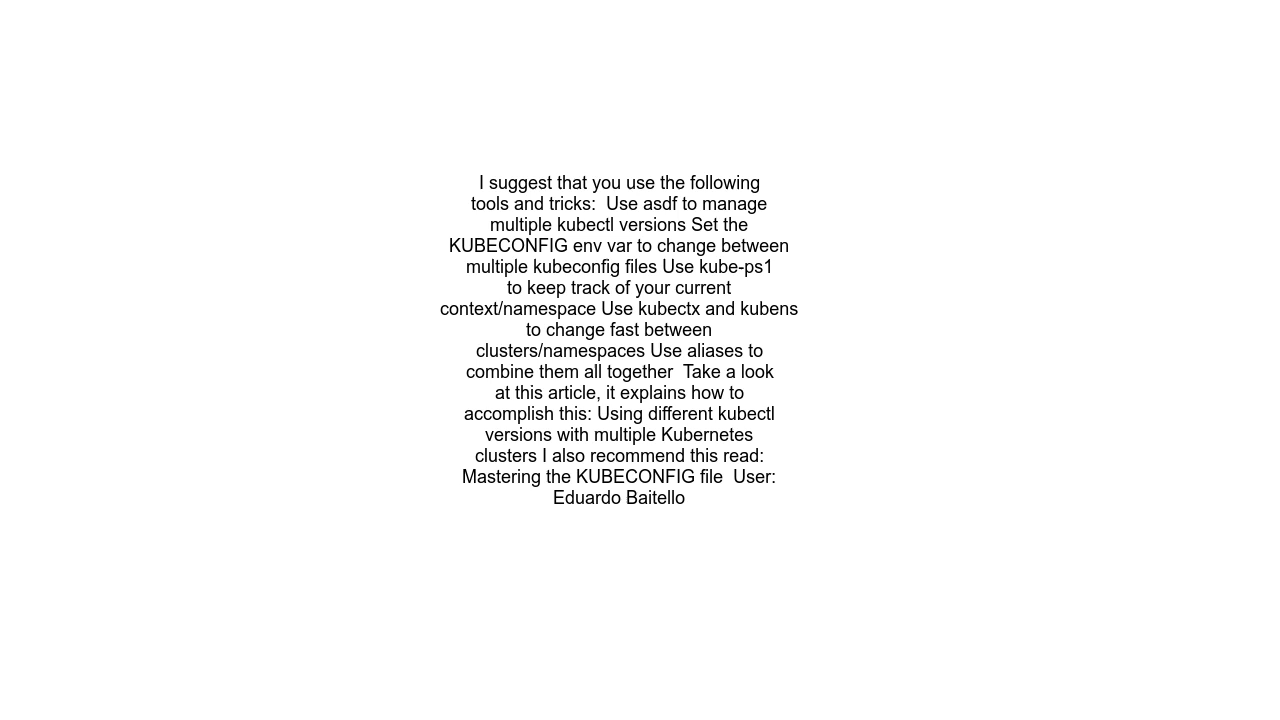 I suggest that you use the following
tools and tricks:  Use asdf to manage
multiple kubectl versions Set the
KUBECONFIG env var to change between
multiple kubeconfig files Use kube-ps1
to keep track of your current
context/namespace Use kubectx and kubens
to change fast between
clusters/namespaces Use aliases to
combine them all together  Take a look
at this article, it explains how to
accomplish this: Using different kubectl
versions with multiple Kubernetes
clusters I also recommend this read:
Mastering the KUBECONFIG file  User:
Eduardo Baitello